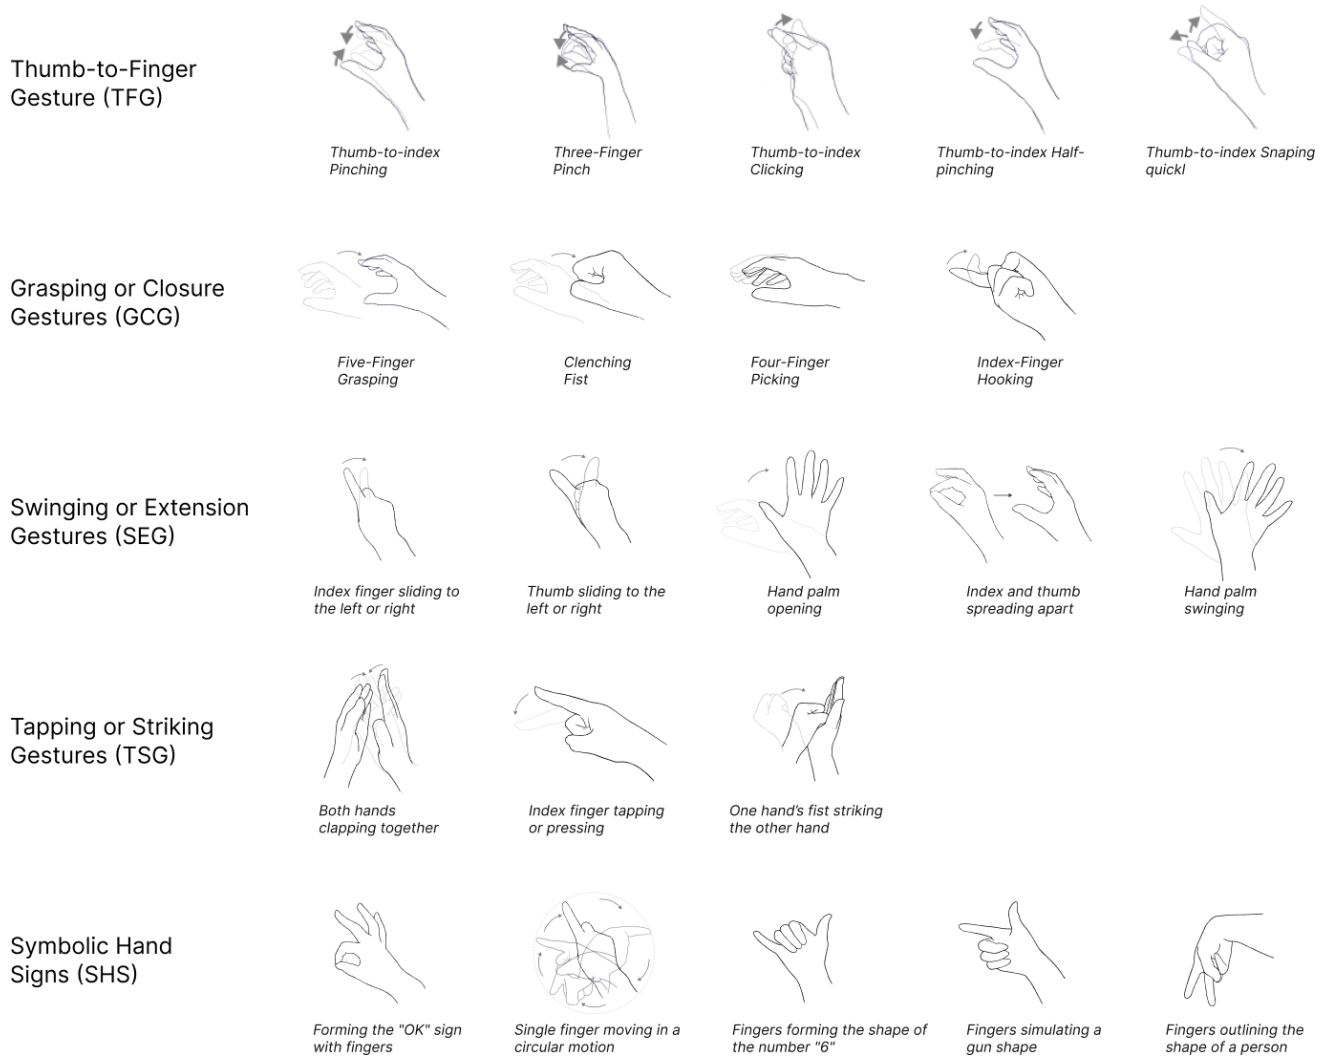 Thumb-to-Finger
Gesture (TFG)
Thumb-to-index
Pinching
Three-Finger
Pinch
Thumb-to-index
Clicking
Thumb-to-index Half-
pinching
Thumb-to-index Snaping
quickl
Grasping or Closure
Gestures (GCG)
Five-Finger
Grasping
Clenching
Fist
Four-Finger
Picking
Index-Finger
Hooking
Swinging or Extension
Gestures (SEG)
Index finger sliding to
the left or right
Thumb sliding to the
left or right
Hand palm
opening
Index and thumb
spreading apart
Hand palm
swinging
Tapping or Striking
Gestures (TSG)
Both hands
clapping together
Index finger tapping
or pressing
One hand's fist striking
the other hand
Symbolic Hand
Signs (SHS)
Forming the "OK" sign
with fingers
Single finger moving in a
circular motion
Fingers forming the shape of
the number "6"
Fingers simulating a
gun shape
Fingers outlining the
shape of a person